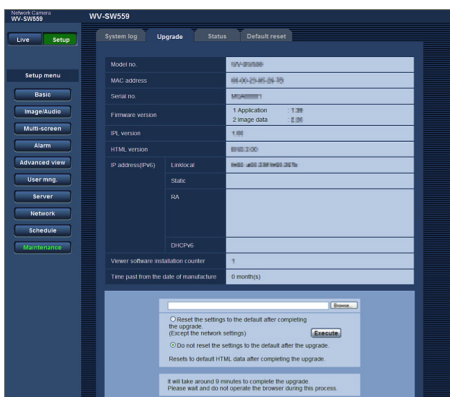 Network Camera
WV-SW559
WV-SW559
Live
Setup
System log
Upgrade
Status
Default reset
Setup menu
Basic
Image/Audio
Multi-screen
Alarm
Advanced view
User mng.
Server
Network
Schedule
Maintenance
Model no.
MAC address
Serial no.
Firmware version
1 Application
2 Image data
IPL version
HTML version
IP address(IPv6)
Linklocal
Static
RA
DHCPv6
Viewer software installation counter
1
Time past from the date of manufacture
0 month(s)
Browse...
Reset the settings to the default after completing
the upgrade.
(Except the network settings)
Execute
Do not reset the settings to the default after the upgrade.
Resets to default HTML data after completing the upgrade.
It will take around 9 minutes to complete the upgrade.
Please wait and do not operate the browser during this process.